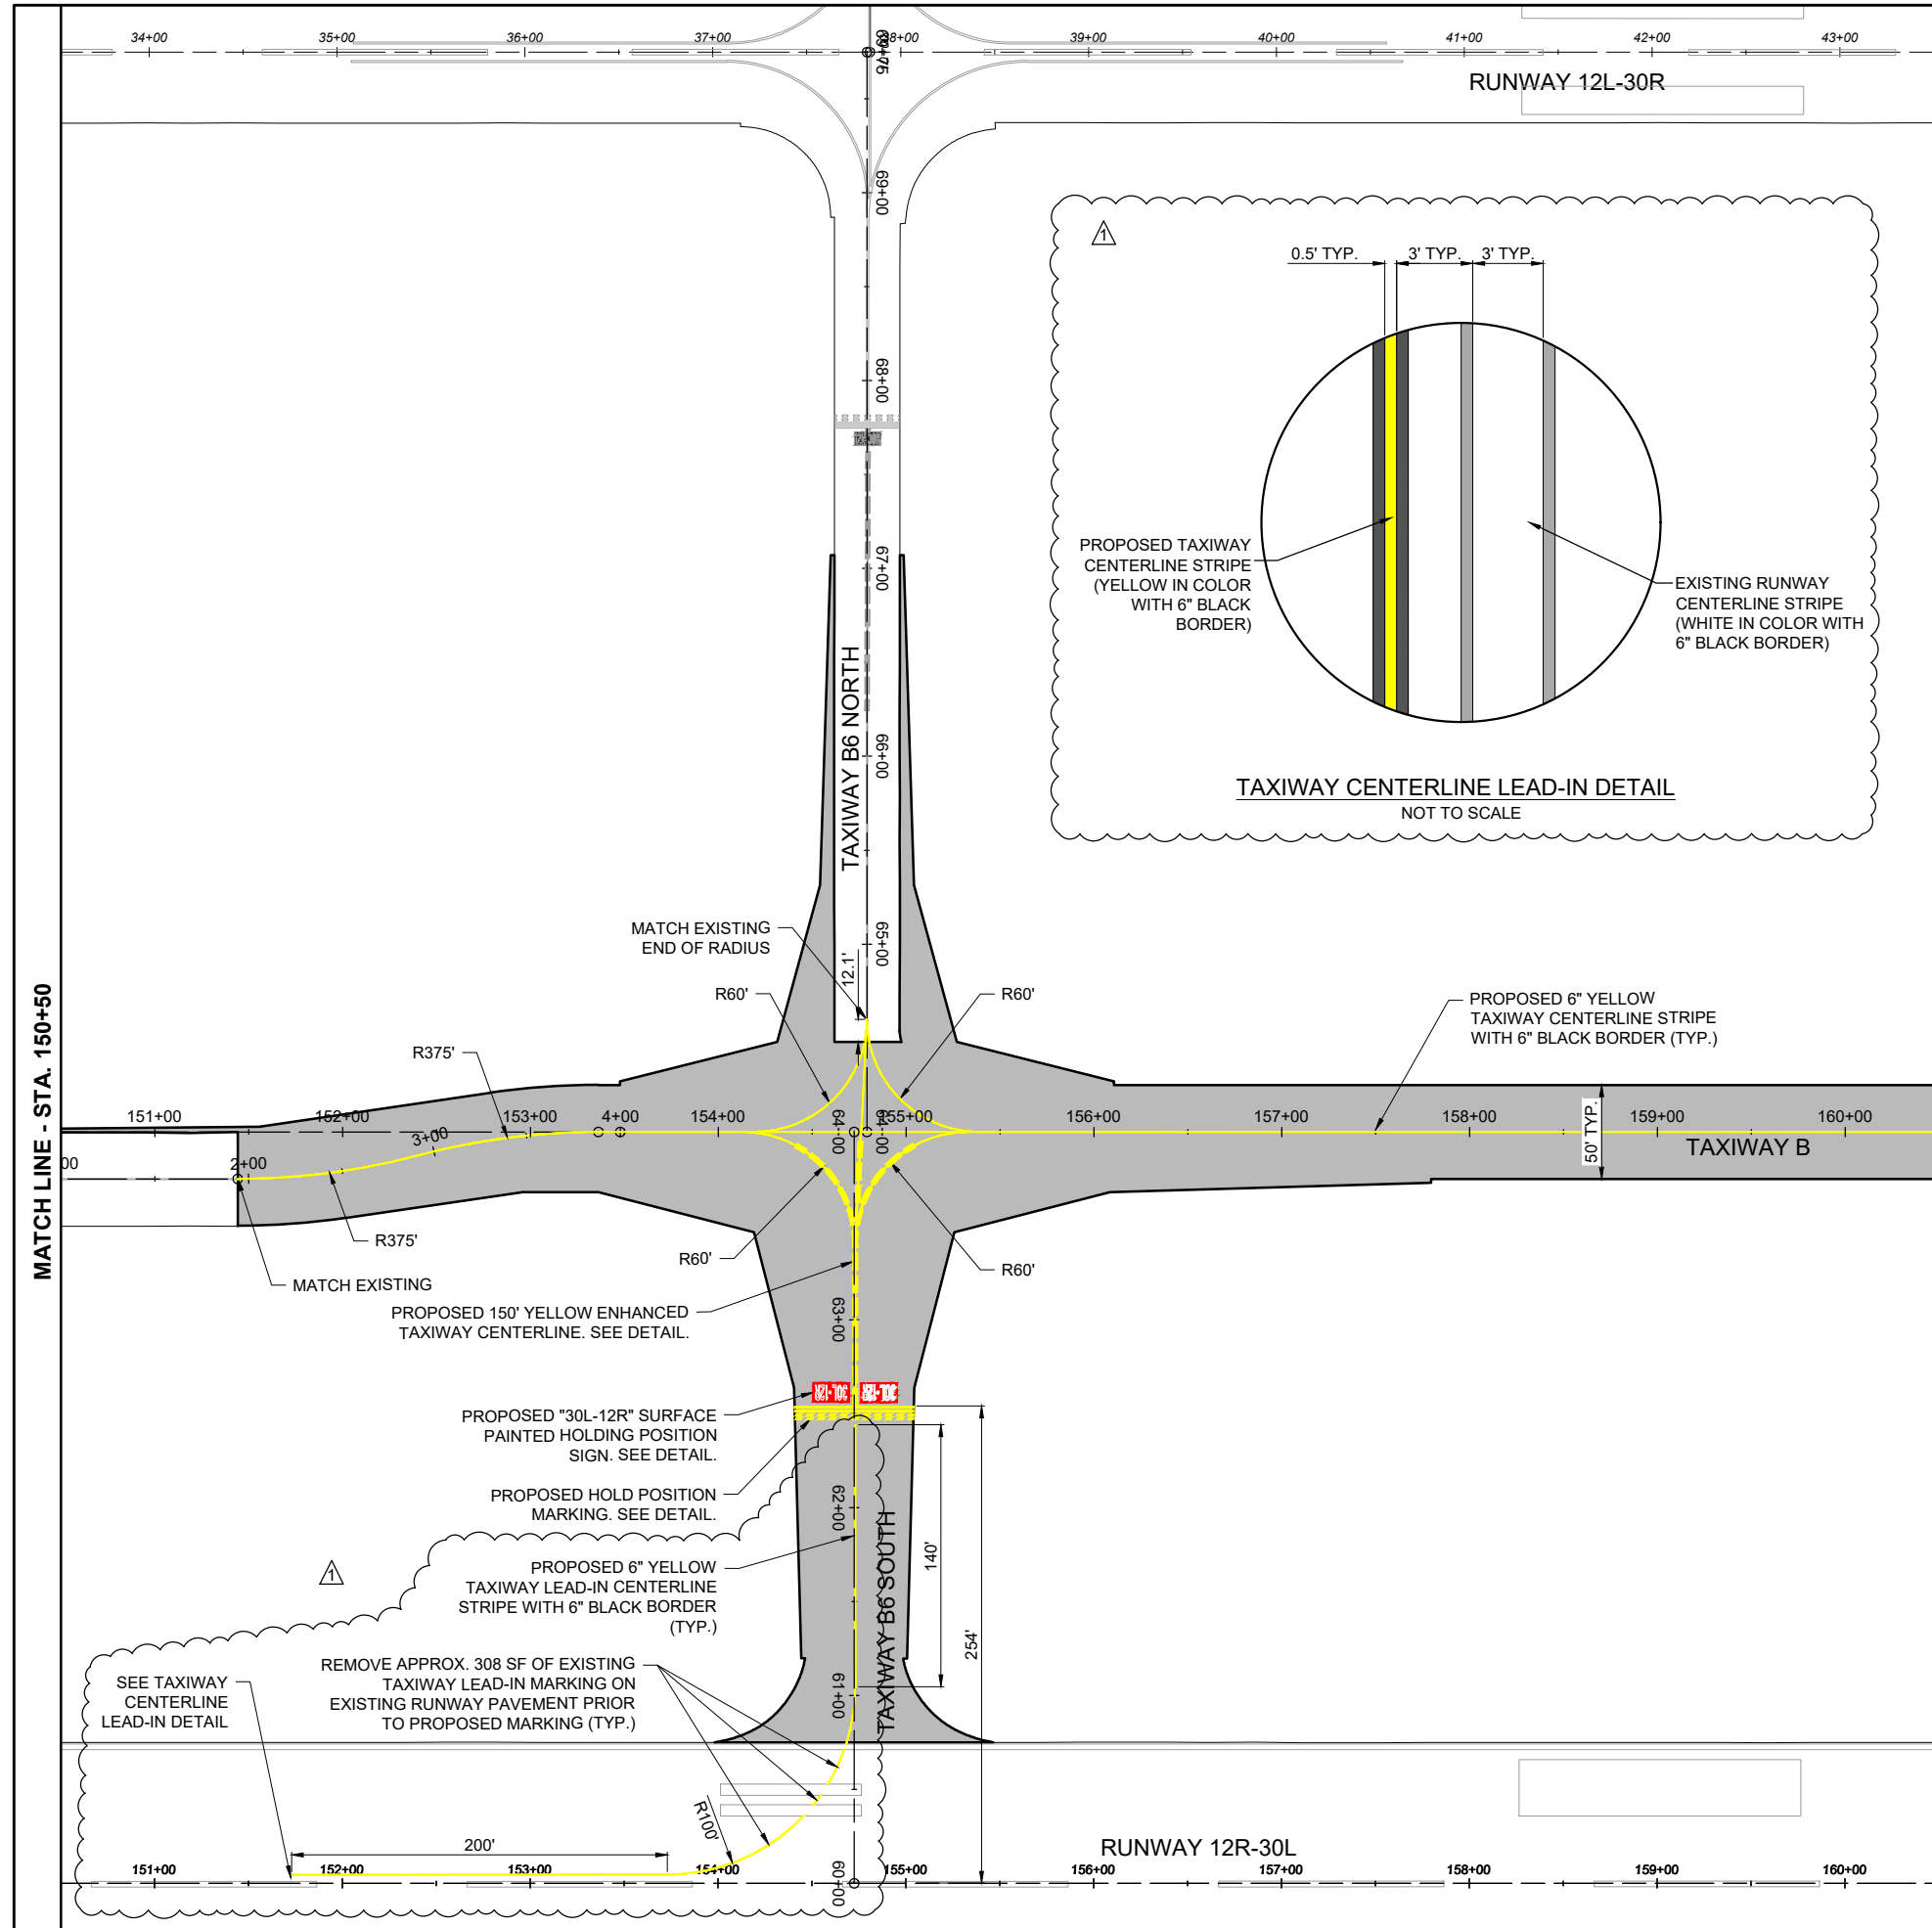 34+00
35+00
36+00
37+00
38+00
39+00
40+00
41+00
42+00
43+00
RUNWAY 12L-30R
69+00
68+00
67+00
66+00
65+00
64+00
64+00
TAXIWAY B6 NORTH
1
0.5' TYP.
3' TYP.
3' TYP.
PROPOSED TAXIWAY
CENTERLINE STRIPE
(YELLOW IN COLOR
WITH 6" BLACK
BORDER)
EXISTING RUNWAY
CENTERLINE STRIPE
(WHITE IN COLOR WITH
6" BLACK BORDER)
TAXIWAY CENTERLINE LEAD-IN DETAIL
NOT TO SCALE
MATCH LINE - STA. 150+50
MATCH EXISTING
END OF RADIUS
12.1'
R60'
R60'
R375'
PROPOSED 6" YELLOW
TAXIWAY CENTERLINE STRIPE
WITH 6" BLACK BORDER (TYP.)
151+00
152+00
153+00
4+00
154+00
155+00
156+00
157+00
158+00
159+00
160+00
3+00
2+00
00
50' TYP.
TAXIWAY B
R375'
MATCH EXISTING
R60'
R60'
PROPOSED 150' YELLOW ENHANCED
TAXIWAY CENTERLINE. SEE DETAIL.
63+00
30L-12R
PROPOSED "30L-12R" SURFACE
PAINTED HOLDING POSITION
SIGN. SEE DETAIL.
PROPOSED HOLD POSITION
MARKING. SEE DETAIL.
62+00
TAXIWAY B6 SOUTH
140'
254'
1
PROPOSED 6" YELLOW
TAXIWAY LEAD-IN CENTERLINE
STRIPE WITH 6" BLACK BORDER
(TYP.)
SEE TAXIWAY
CENTERLINE
LEAD-IN DETAIL
REMOVE APPROX. 308 SF OF EXISTING
TAXIWAY LEAD-IN MARKING ON
EXISTING RUNWAY PAVEMENT PRIOR
TO PROPOSED MARKING (TYP.)
61+00
R100'
200'
RUNWAY 12R-30L
151+00
152+00
153+00
154+00
60+00
155+00
156+00
157+00
158+00
159+00
160+00